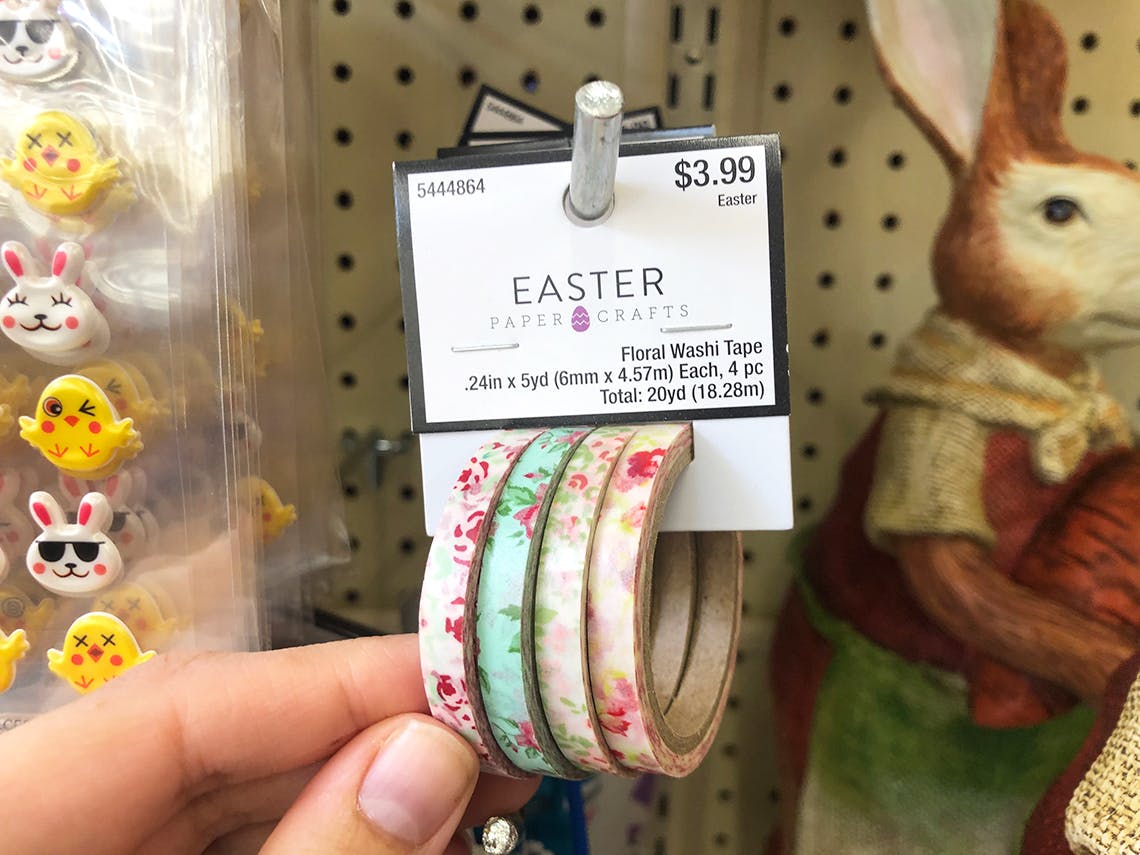 5444864
$3.99
Easter
EASTER
PAPER CRAFTS
Floral Washi Tape
.24in x 5yd (6mm x 4.57m) Each, 4 pc
Total: 20yd (18.28m)